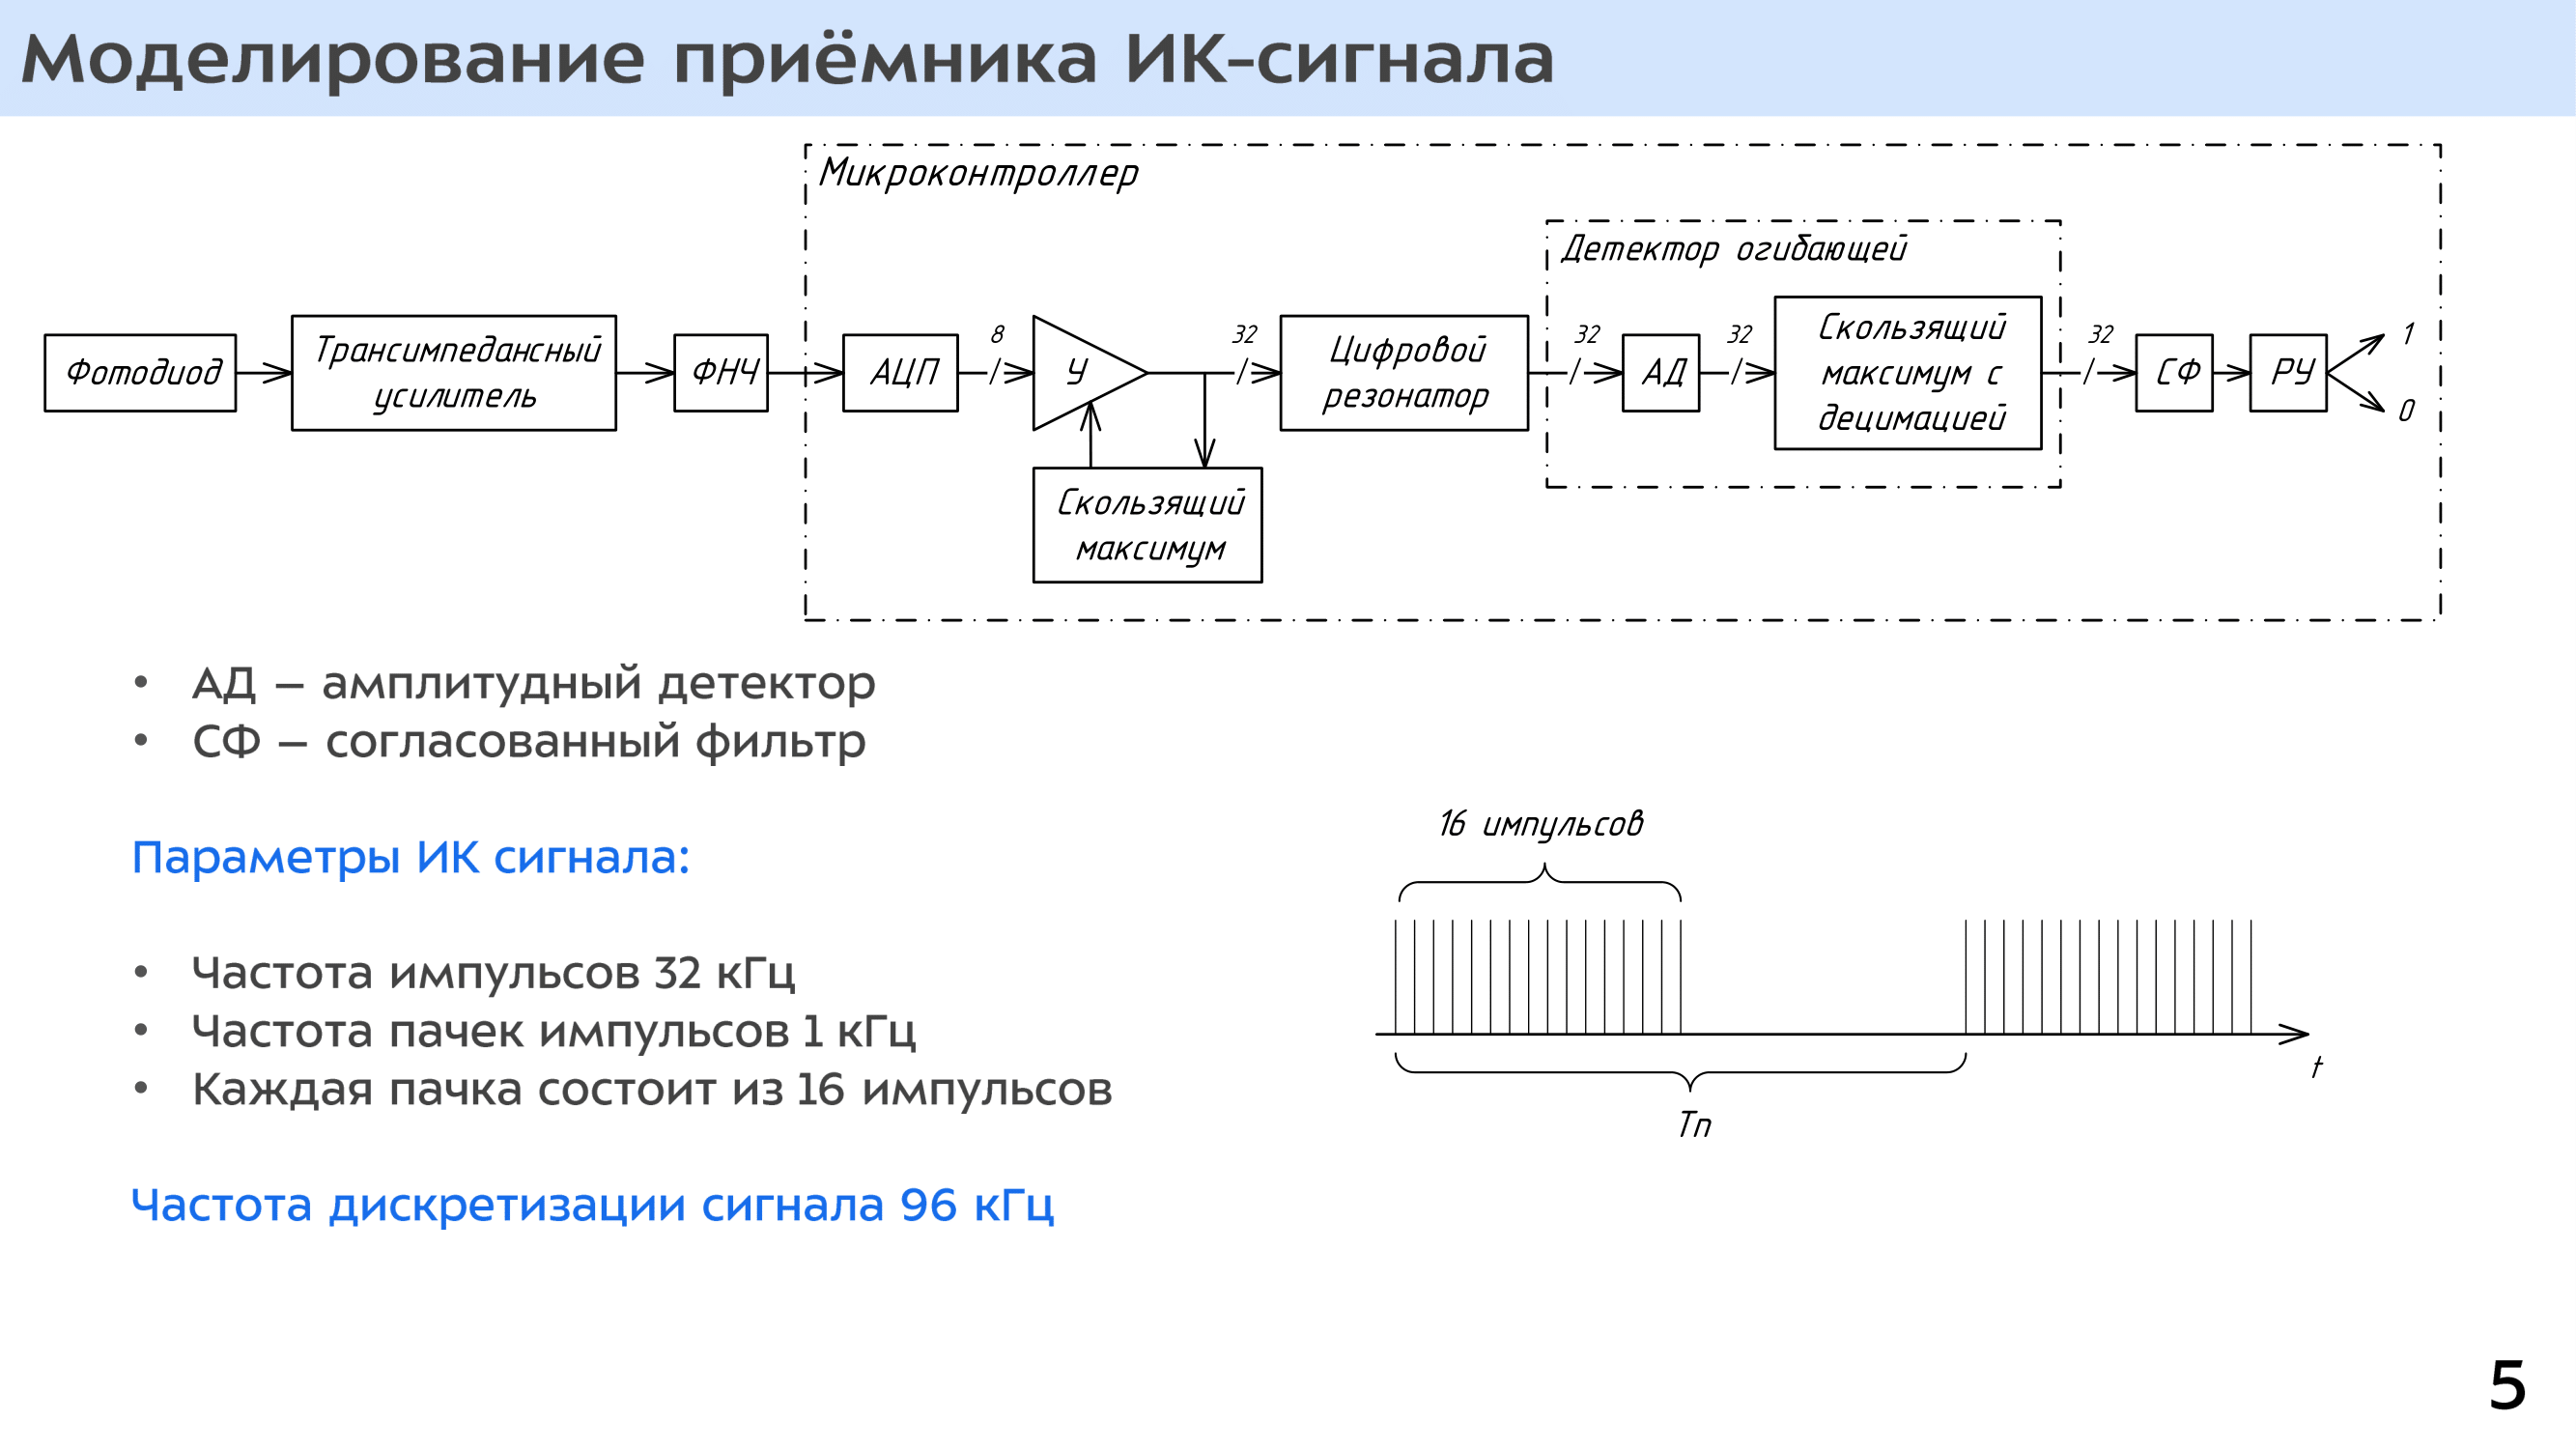 Моделирование приёмника ИК-сигнала
Микроконтроллер
Детектор огибающей
Фотодиод
Трансимпедансный
усилитель
ФНЧ
АЦП
8
У
32
Цифровой
резонатор
32
АД
32
Скользящий
максимум с
децимацией
32
СФ
РУ
1
0
Скользящий
максимум
• АД – амплитудный детектор
• СФ – согласованный фильтр
Параметры ИК сигнала:
• Частота импульсов 32 кГц
• Частота пачек импульсов 1 кГц
• Каждая пачка состоит из 16 импульсов
Частота дискретизации сигнала 96 кГц
16 импульсов
t
Тп
5